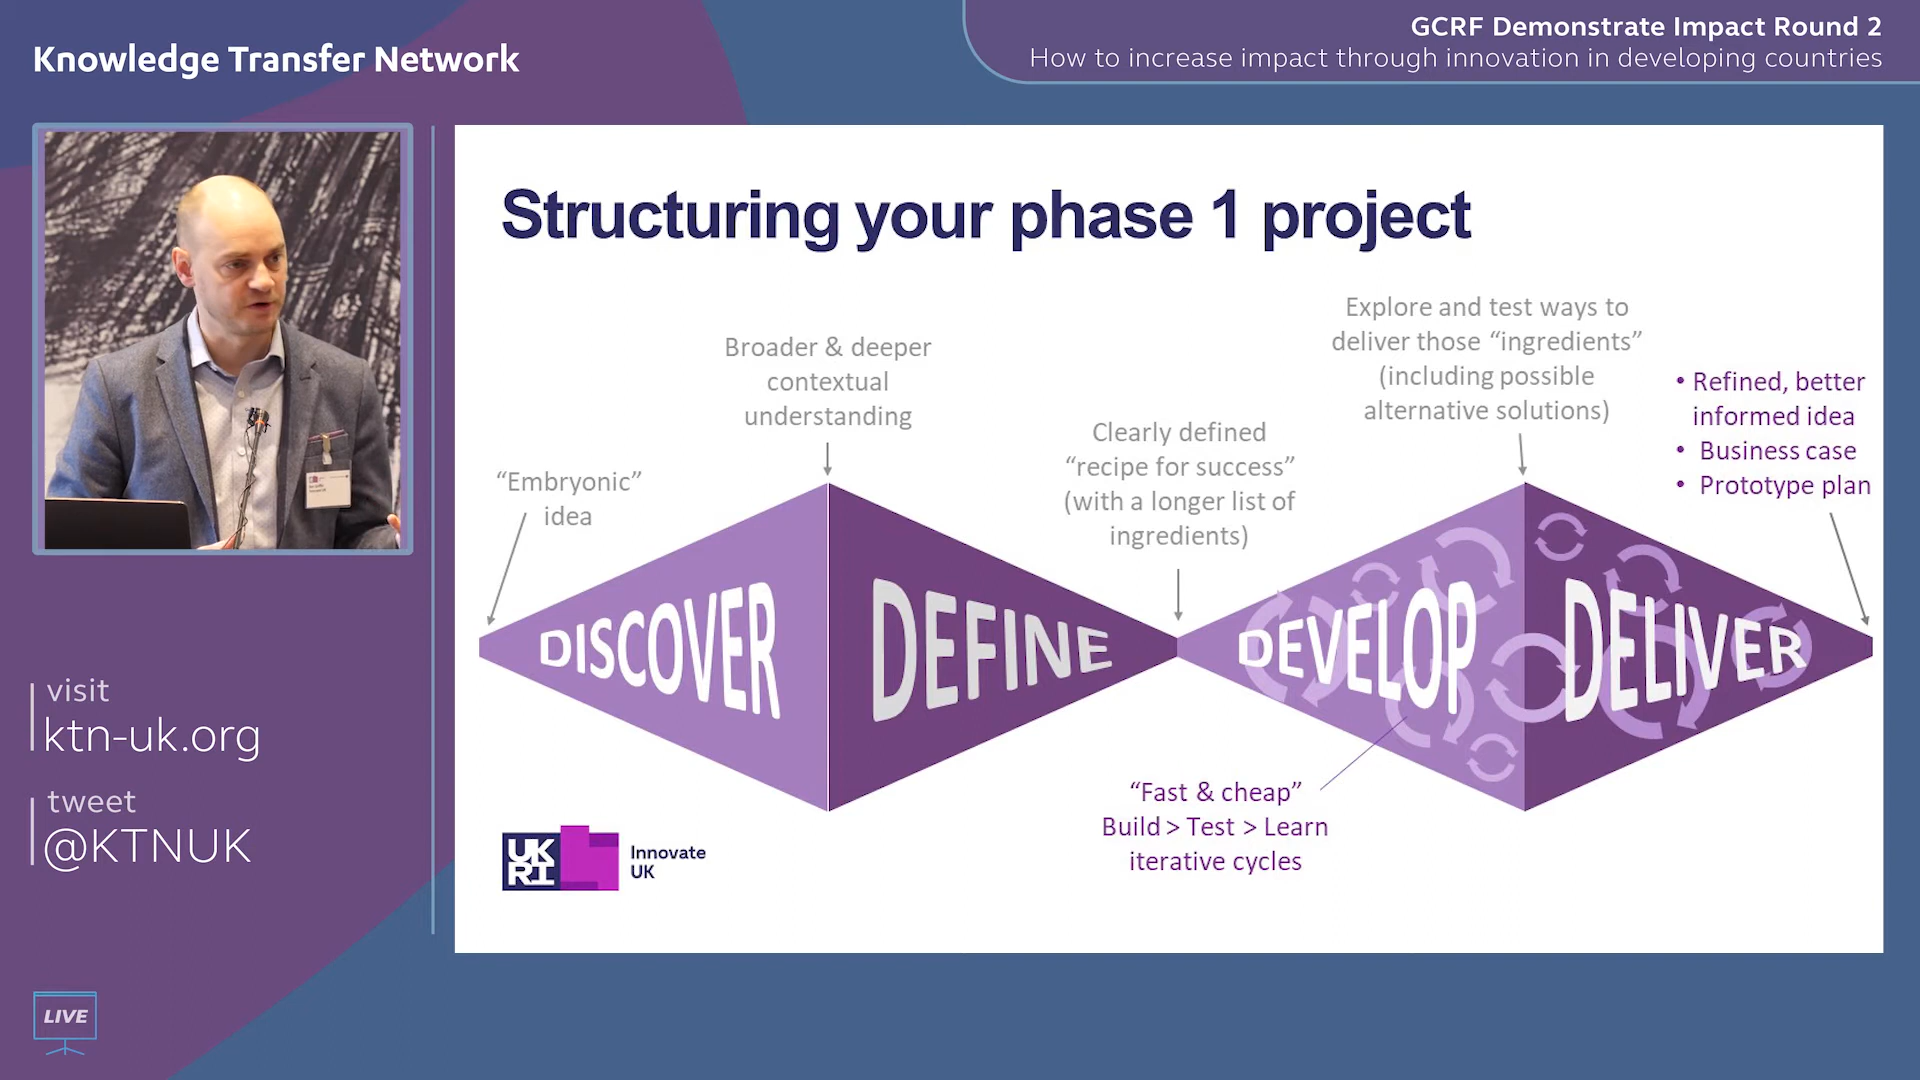 Knowledge Transfer Network
GCRF Demonstrate Impact Round 2
How to increase impact through innovation in developing countries
Structuring your phase 1 project
"Embryonic"
idea
Broader & deeper
contextual
understanding
Clearly defined
“recipe for success”
(with a longer list of
ingredients)
Explore and test ways to
deliver those “ingredients”
(including possible
alternative solutions)
• Refined, better
informed idea
• Business case
• Prototype plan
DISCOVER
DEFINE
DEVELOP
DELIVER
“Fast & cheap”
Build > Test > Learn
iterative cycles
UK
RI
Innovate
UK
visit
ktn-uk.org
tweet
@KTNUK
LIVE